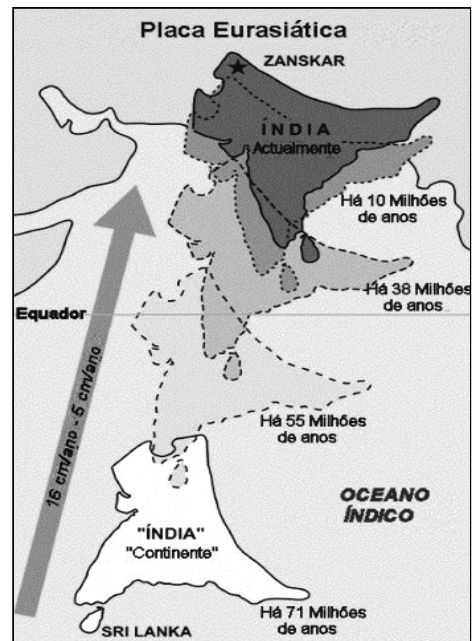 Placa Eurasiática
ZANSKAR
ÍNDIA
Actualmente
Há 10 Milhões
de anos
Há 38 Milhões
de anos
Equador
16 cm/ano - 5 cm/ano
Há 55 Milhões
de anos
OCEANO
ÍNDICO
"ÍNDIA"
"Continente"
Há 71 Milhões
de anos
SRI LANKA